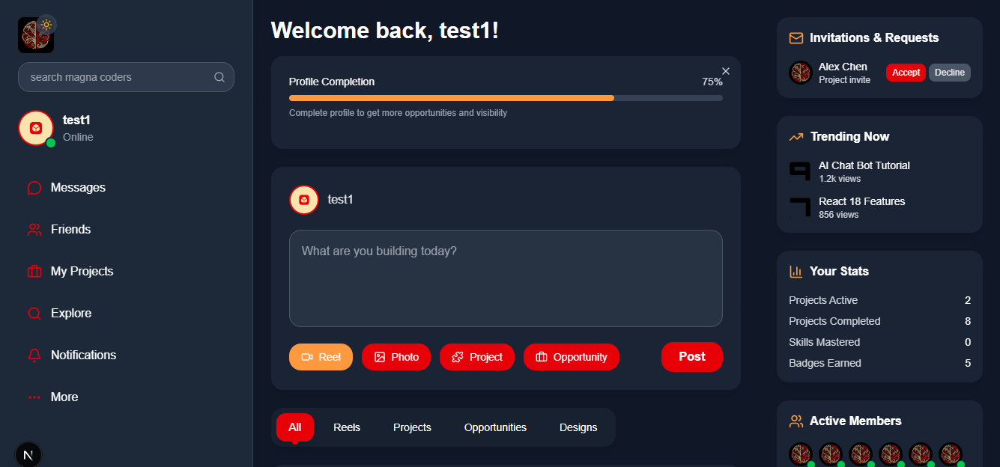 search magna coders
test1
Online
Messages
Friends
My Projects
Explore
Notifications
More
N
Welcome back, test1!
Profile Completion
75%
Complete profile to get more opportunities and visibility
test1
What are you building today?
Reel
Photo
Project
Opportunity
Post
All
Reels
Projects
Opportunities
Designs
Invitations & Requests
Alex Chen
Project invite
Accept
Decline
Trending Now
AI Chat Bot Tutorial
1.2k views
React 18 Features
856 views
Your Stats
Projects Active 2
Projects Completed 8
Skills Mastered 0
Badges Earned 5
Active Members